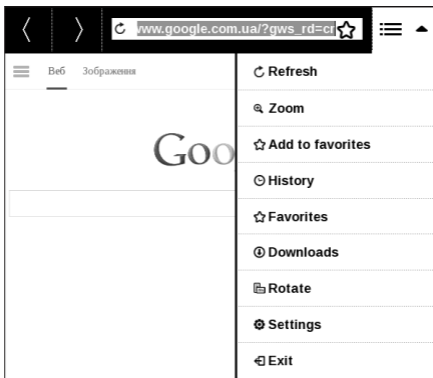 www.google.com.ua/?gws_rd=cr
Refresh
Веб Зображення
Zoom
Add to favorites
Goo
History
Favorites
Downloads
Rotate
Settings
Exit